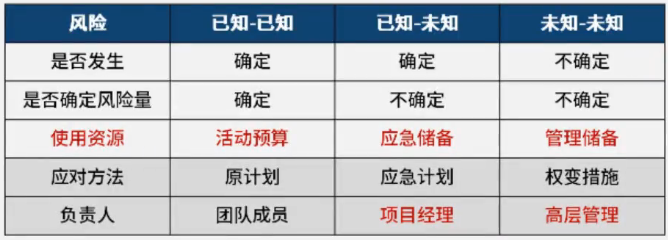 风险 已知-已知 已知-未知 未知-未知
是否发生 确定 确定 不确定
是否确定风险量 确定 不确定 不确定
使用资源 活动预算 应急储备 管理储备
应对方法 原计划 应急计划 权变措施
负责人 团队成员 项目经理 高层管理